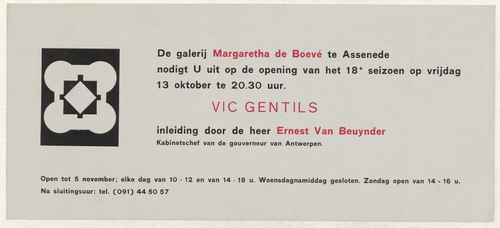 De galerij Margaretha de Boevé te Assenede
nodigt U uit op de opening van het 18e seizoen op vrijdag
13 oktober te 20.30 uur.
VIC GENTILS
inleiding door de heer Ernest Van Beuynder
Kabinetschef van de gouverneur van Antwerpen.
Open tot 5 november; elke dag van 10 - 12 en van 14 - 18 u. Woensdagnamiddag gesloten. Zondag open van 14 - 16 u.
Na sluitingsuur: tel. (091) 44 50 57